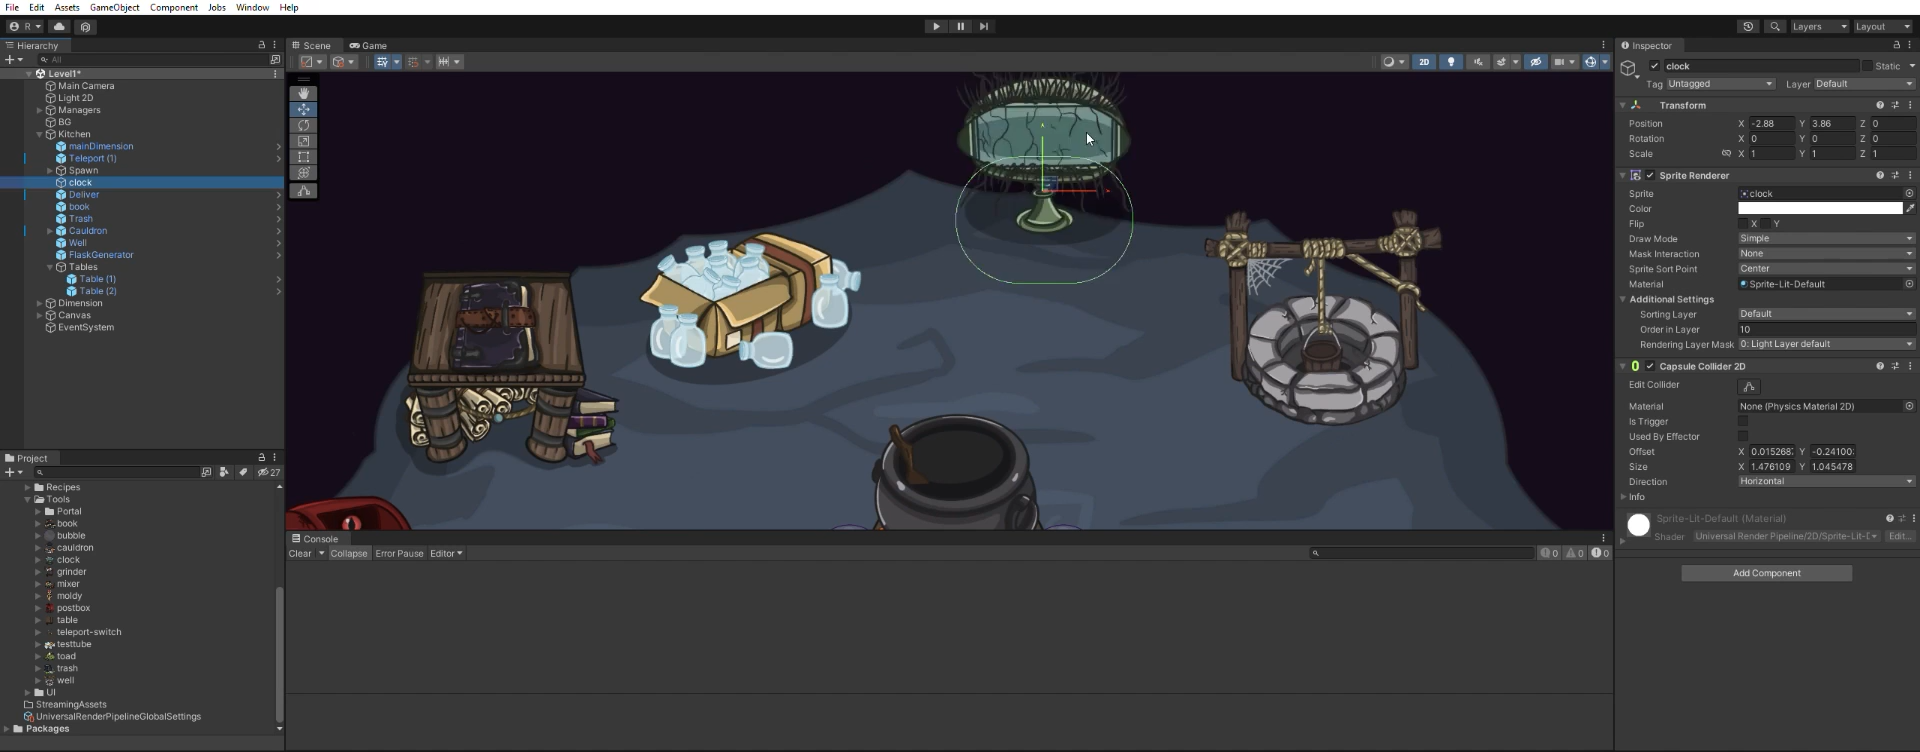 File Edit Assets GameObject Component Jobs Window Help
R Layers Layout
Hierarchy
All
Level1*
Main Camera
Light 2D
Managers
BG
Kitchen
mainDimension
Teleport (1)
Spawn
clock
Deliver
book
Trash
Cauldron
Well
FlaskGenerator
Tables
Table (1)
Table (2)
Dimension
Canvas
EventSystem
Project
27
Recipes
Tools
Portal
book
bubble
cauldron
clock
grinder
mixer
moldy
postbox
table
teleport-switch
testtube
toad
trash
well
UI
StreamingAssets
UniversalRenderPipelineGlobalSettings
Packages
Scene Game
2D
Console
Clear Collapse Error Pause Editor 0 0 0
Inspector
clock Static
Tag Untagged Layer Default
Transform
Position X -2.88 Y 3.86 Z 0
Rotation X 0 Y 0 Z 0
Scale X 1 Y 1 Z 1
Sprite Renderer
Sprite clock
Color
Flip X Y
Draw Mode Simple
Mask Interaction None
Sprite Sort Point Center
Material Sprite-Lit-Default
Additional Settings
Sorting Layer Default
Order in Layer 10
Rendering Layer Mask 0: Light Layer default
Capsule Collider 2D
Edit Collider
Material None (Physics Material 2D)
Is Trigger
Used By Effector
Offset X 0.015268 Y -0.24100
Size X 1.476109 Y 1.045478
Direction Horizontal
Info
Sprite-Lit-Default (Material)
Shader Universal Render Pipeline/2D/Sprite-Lit-D Edit...
Add Component